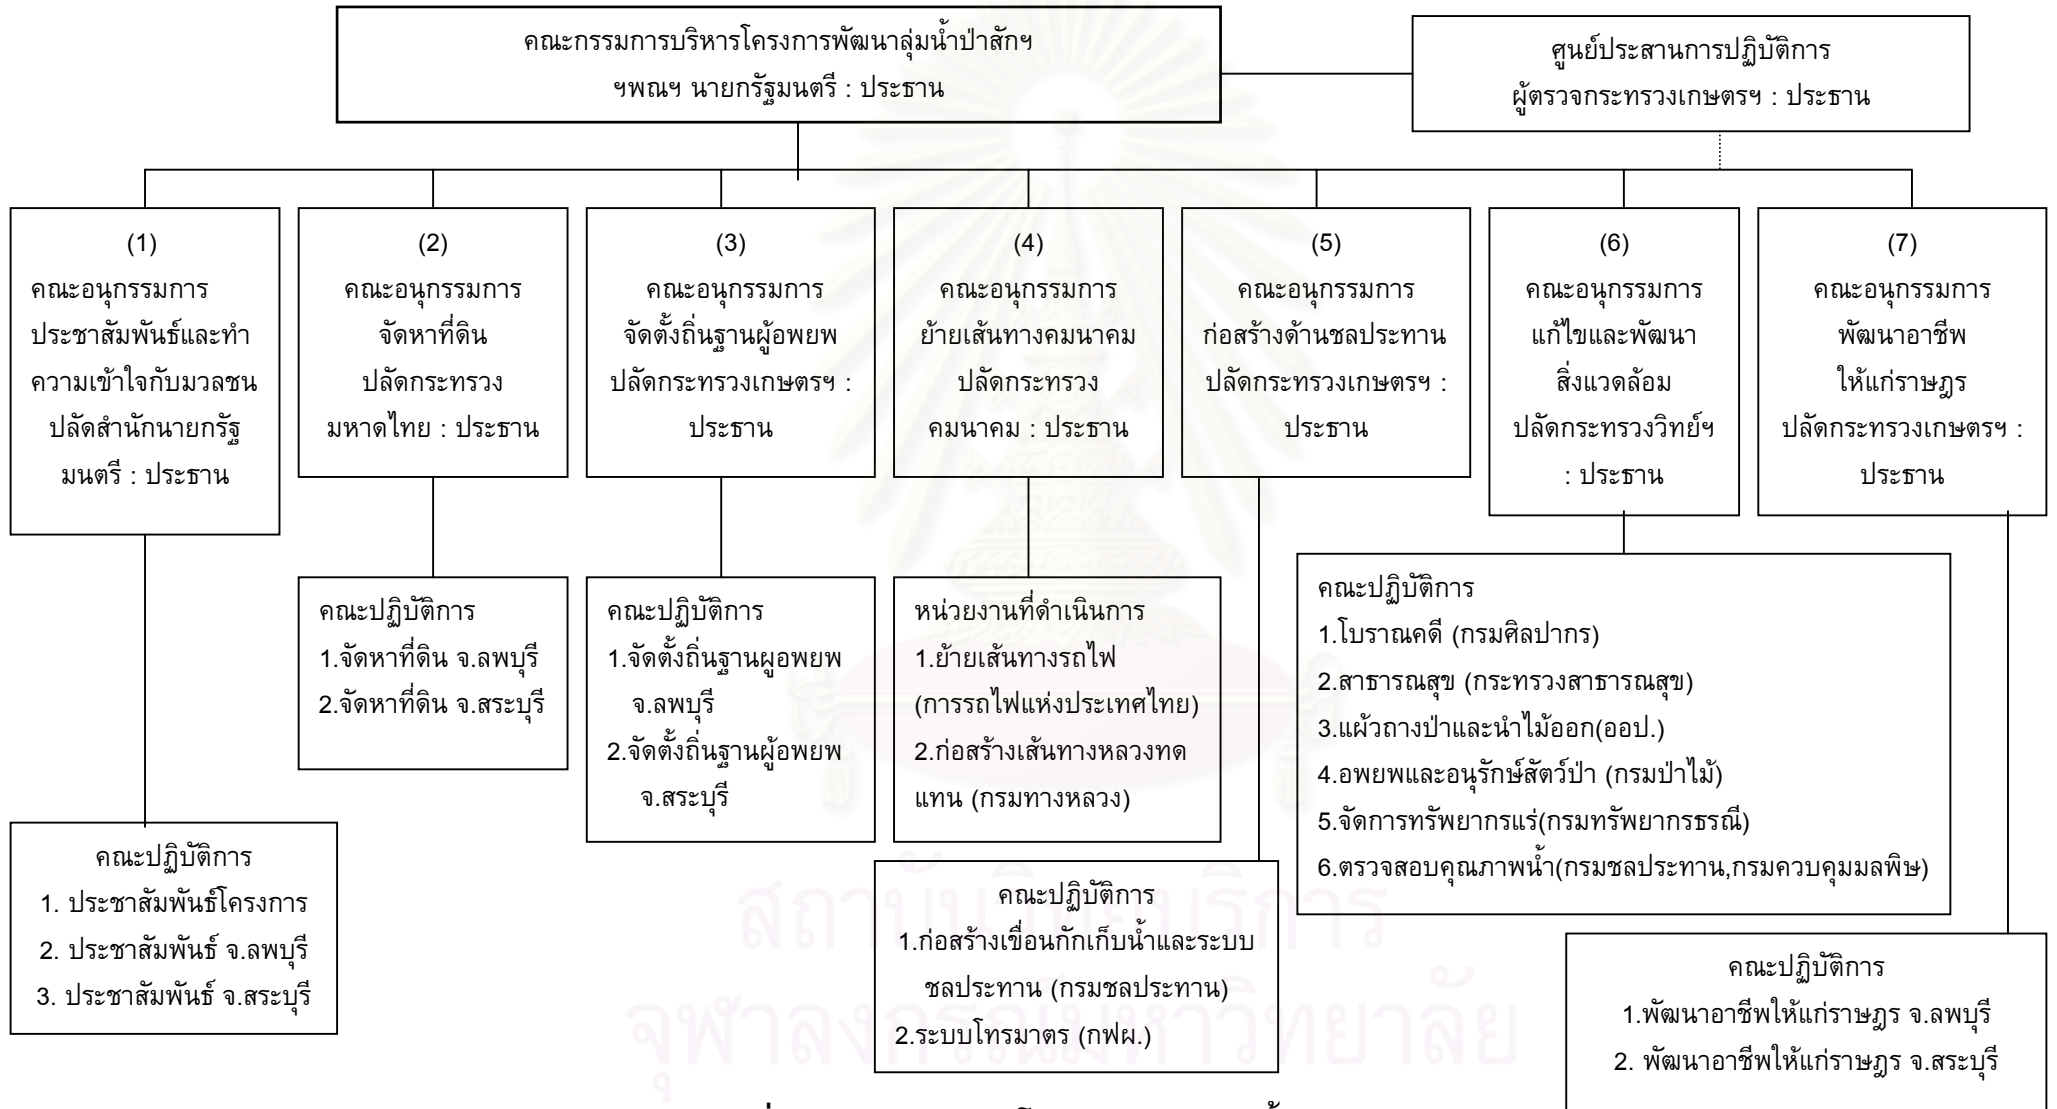 คณะกรรมการบริหารโครงการพัฒนาลุ่มน้ำป่าสักฯ
ฯพณฯ นายกรัฐมนตรี : ประธาน
ศูนย์ประสานการปฏิบัติการ
ผู้ตรวจกระทรวงเกษตรฯ : ประธาน
(1)
คณะอนุกรรมการ
ประชาสัมพันธ์และทำ
ความเข้าใจกับมวลชน
ปลัดสำนักนายกรัฐ
มนตรี : ประธาน
(2)
คณะอนุกรรมการ
จัดหาที่ดิน
ปลัดกระทรวง
มหาดไทย : ประธาน
(3)
คณะอนุกรรมการ
จัดตั้งถิ่นฐานผู้อพยพ
ปลัดกระทรวงเกษตรฯ :
ประธาน
(4)
คณะอนุกรรมการ
ย้ายเส้นทางคมนาคม
ปลัดกระทรวง
คมนาคม : ประธาน
(5)
คณะอนุกรรมการ
ก่อสร้างด้านชลประทาน
ปลัดกระทรวงเกษตรฯ :
ประธาน
(6)
คณะอนุกรรมการ
แก้ไขและพัฒนา
สิ่งแวดล้อม
ปลัดกระทรวงวิทย์ฯ
: ประธาน
(7)
คณะอนุกรรมการ
พัฒนาอาชีพ
ให้แก่ราษฎร
ปลัดกระทรวงเกษตรฯ :
ประธาน
คณะปฏิบัติการ
1. ประชาสัมพันธ์โครงการ
2. ประชาสัมพันธ์ จ.ลพบุรี
3. ประชาสัมพันธ์ จ.สระบุรี
คณะปฏิบัติการ
1.จัดหาที่ดิน จ.ลพบุรี
2.จัดหาที่ดิน จ.สระบุรี
คณะปฏิบัติการ
1.จัดตั้งถิ่นฐานผูอพยพ
จ.ลพบุรี
2.จัดตั้งถิ่นฐานผู้อพยพ
จ.สระบุรี
หน่วยงานที่ดำเนินการ
1.ย้ายเส้นทางรถไฟ
(การรถไฟแห่งประเทศไทย)
2.ก่อสร้างเส้นทางหลวงทด
แทน (กรมทางหลวง)
คณะปฏิบัติการ
1.ก่อสร้างเขื่อนกักเก็บน้ำและระบบ
ชลประทาน (กรมชลประทาน)
2.ระบบโทรมาตร (กฟผ.)
คณะปฏิบัติการ
1.โบราณคดี (กรมศิลปากร)
2.สาธารณสุข (กระทรวงสาธารณสุข)
3.แผ้วถางป่าและนำไม้ออก(ออป.)
4.อพยพและอนุรักษ์สัตว์ป่า (กรมป่าไม้)
5.จัดการทรัพยากรแร่(กรมทรัพยากรธรณี)
6.ตรวจสอบคุณภาพน้ำ(กรมชลประทาน,กรมควบคุมมลพิษ)
คณะปฏิบัติการ
1.พัฒนาอาชีพให้แก่ราษฎร จ.ลพบุรี
2. พัฒนาอาชีพให้แก่ราษฎร จ.สระบุรี
สถาบันวิทยบริการ
จุฬาลงกรณ์มหาวิทยาลัย